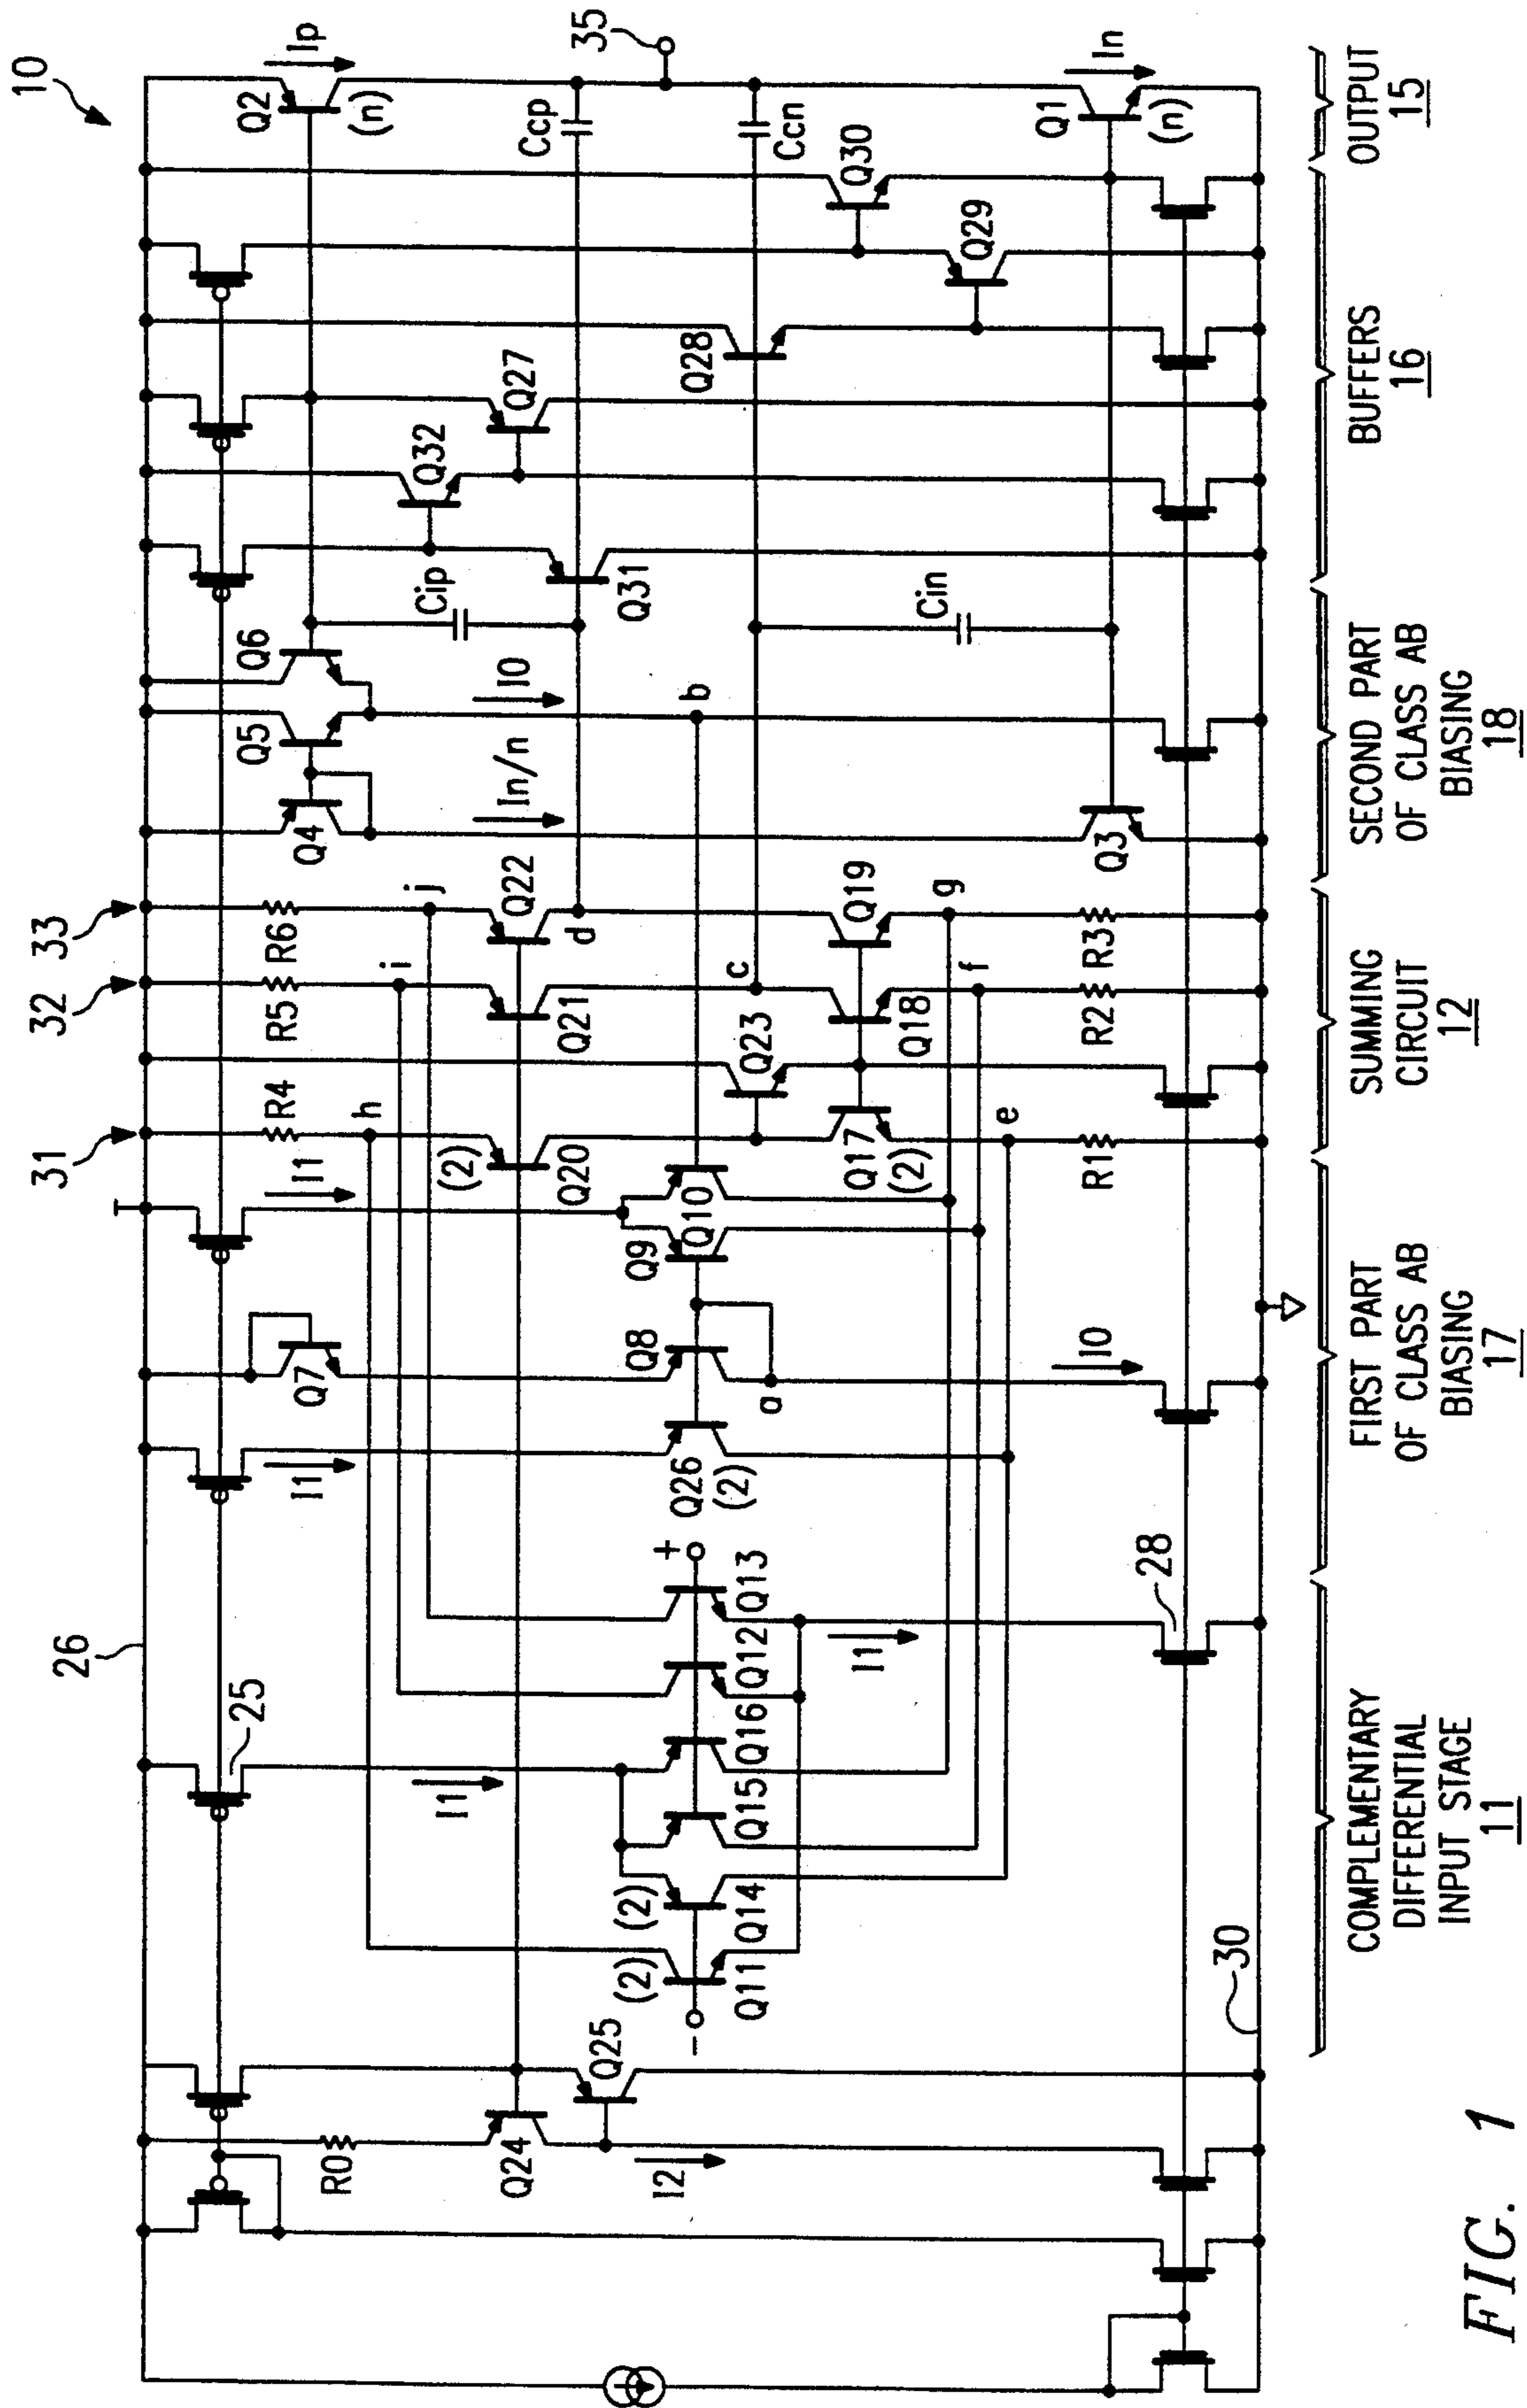 10
26
31
32
33
35
25
R0
Q24
Q25
I2
(2)
Q11
-
(2)
Q14
Q15
Q16
Q12
Q13
+
I1
I1
28
30
I1
Q26
(2)
Q7
Q8
a
I0
I1
Q9
Q10
R4
h
(2)
Q20
Q23
Q17
(2)
e
R1
R5
i
Q21
c
Q18
f
R2
R6
j
Q22
d
Q19
g
R3
Q4
Q5
Q6
In/n
I0
b
Q3
Cip
Cin
Q31
Q32
Q27
Q28
Q29
Q30
Q2
(n)
Ip
Ccp
Ccn
Q1
(n)
In
COMPLEMENTARY
DIFFERENTIAL
INPUT STAGE
11
FIRST PART
OF CLASS AB
BIASING
17
SUMMING
CIRCUIT
12
SECOND PART
OF CLASS AB
BIASING
18
BUFFERS
16
OUTPUT
15
FIG. 1